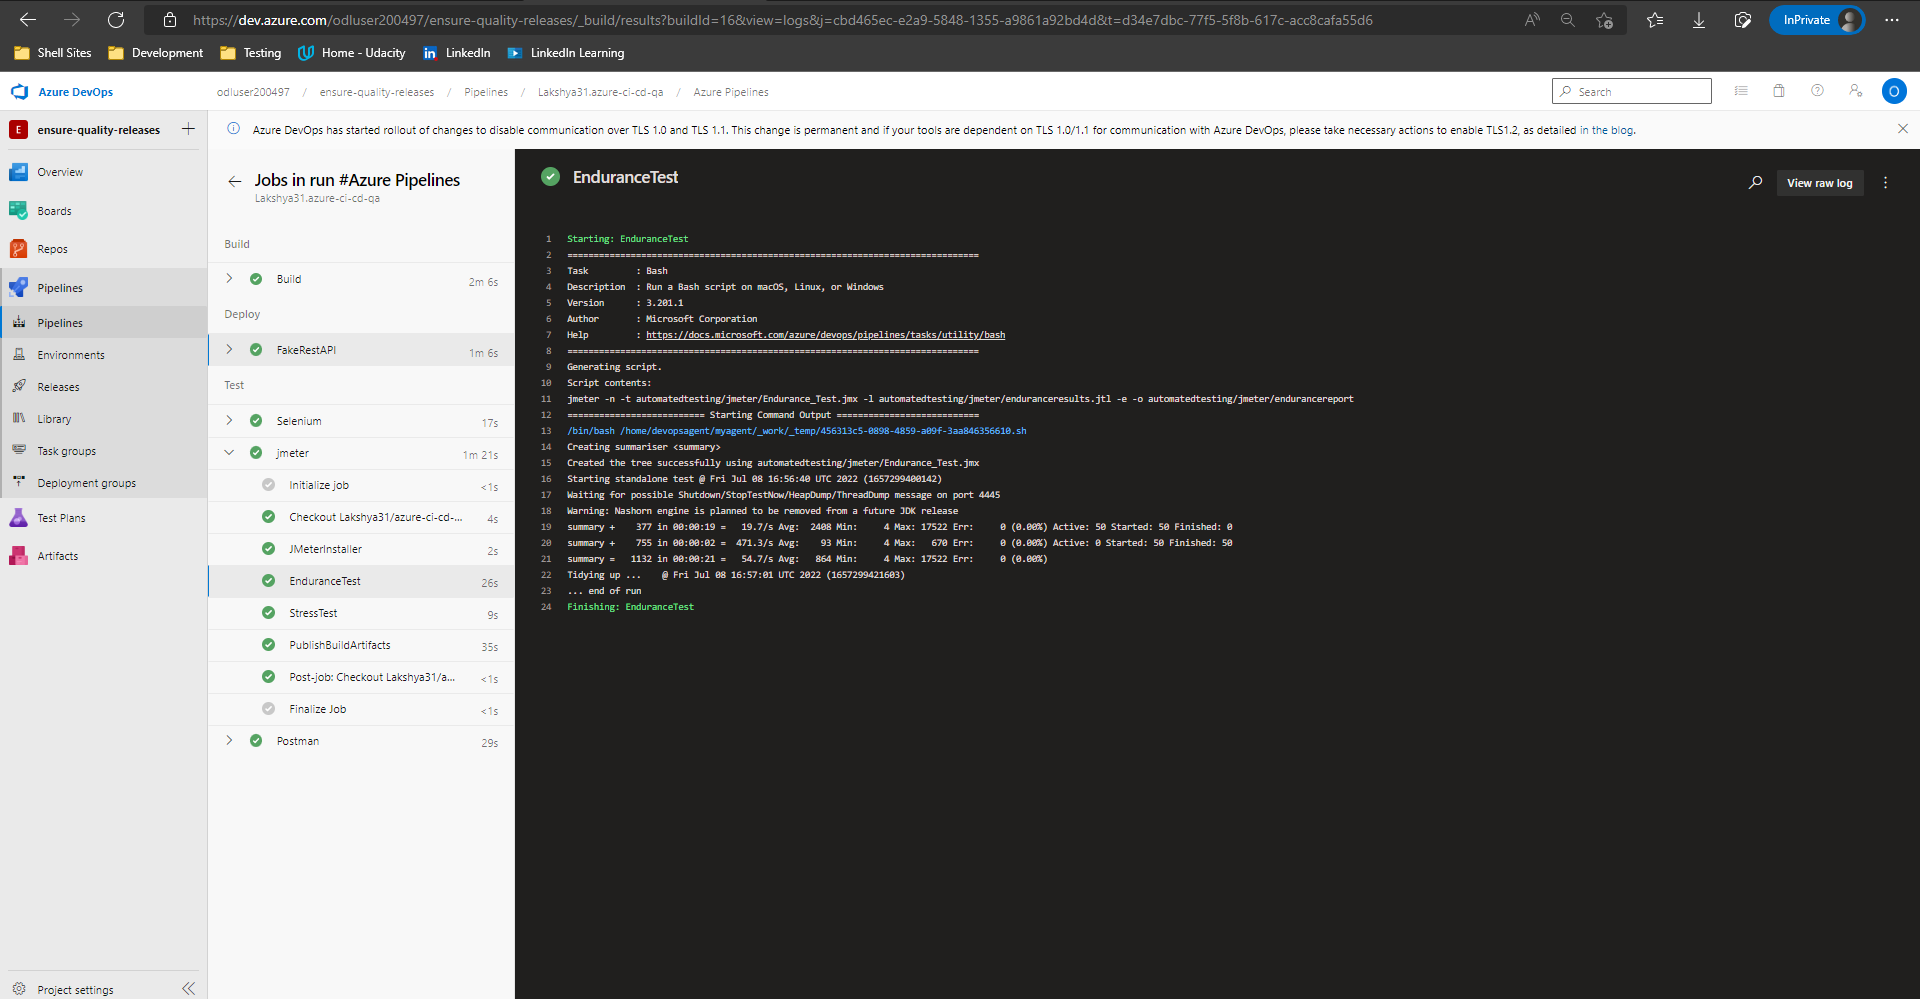 https://dev.azure.com/odluser200497/ensure-quality-releases/_build/results?buildId=16&view=logs&j=cbd465ec-e2a9-5848-1355-a9861a92bd4d&t=d34e7dbc-77f5-5f8b-617c-acc8cafa55d6
InPrivate
Shell Sites Development Testing Home - Udacity LinkedIn LinkedIn Learning
Azure DevOps odluser200497 / ensure-quality-releases / Pipelines / Lakshya31.azure-ci-cd-qa / Azure Pipelines Search O
E ensure-quality-releases
Azure DevOps has started rollout of changes to disable communication over TLS 1.0 and TLS 1.1. This change is permanent and if your tools are dependent on TLS 1.0/1.1 for communication with Azure DevOps, please take necessary actions to enable TLS1.2, as detailed in the blog.
Overview
Boards
Repos
Pipelines
Pipelines
Environments
Releases
Library
Task groups
Deployment groups
Test Plans
Artifacts
Project settings
Jobs in run #Azure Pipelines
Lakshya31.azure-ci-cd-qa
Build
Build 2m 6s
Deploy
FakeRestAPI 1m 6s
Test
Selenium 17s
jmeter 1m 21s
Initialize job <1s
Checkout Lakshya31/azure-ci-cd-... 4s
JMeterInstaller 2s
EnduranceTest 26s
StressTest 9s
PublishBuildArtifacts 35s
Post-job: Checkout Lakshya31/a... <1s
Finalize Job <1s
Postman 29s
EnduranceTest
View raw log
1 Starting: EnduranceTest
2 ==============================================================================
3 Task : Bash
4 Description : Run a Bash script on macOS, Linux, or Windows
5 Version : 3.201.1
6 Author : Microsoft Corporation
7 Help : https://docs.microsoft.com/azure/devops/pipelines/tasks/utility/bash
8 ==============================================================================
9 Generating script.
10 Script contents:
11 jmeter -n -t automatedtesting/jmeter/Endurance_Test.jmx -l automatedtesting/jmeter/enduranceresults.jtl -e -o automatedtesting/jmeter/endurancereport
12 ========================== Starting Command Output ===========================
13 /bin/bash /home/devopsagent/myagent/_work/_temp/456313c5-0898-4859-a09f-3aa846356610.sh
14 Creating summariser <summary>
15 Created the tree successfully using automatedtesting/jmeter/Endurance_Test.jmx
16 Starting standalone test @ Fri Jul 08 16:56:40 UTC 2022 (1657299400142)
17 Waiting for possible Shutdown/StopTestNow/HeapDump/ThreadDump message on port 4445
18 Warning: Nashorn engine is planned to be removed from a future JDK release
19 summary + 377 in 00:00:19 = 19.7/s Avg: 2408 Min: 4 Max: 17522 Err: 0 (0.00%) Active: 50 Started: 50 Finished: 0
20 summary + 755 in 00:00:02 = 471.3/s Avg: 93 Min: 4 Max: 670 Err: 0 (0.00%) Active: 0 Started: 50 Finished: 50
21 summary = 1132 in 00:00:21 = 54.7/s Avg: 864 Min: 4 Max: 17522 Err: 0 (0.00%)
22 Tidying up ... @ Fri Jul 08 16:57:01 UTC 2022 (1657299421603)
23 ... end of run
24 Finishing: EnduranceTest